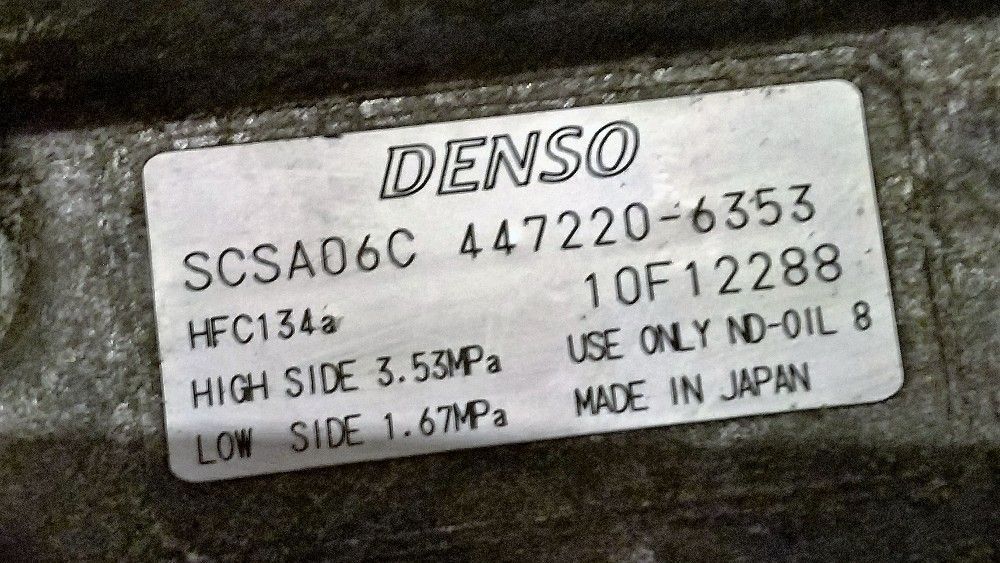 DENSO
SCSA06C 447220-6353
10F12288
HFC134a
USE ONLY ND-OIL 8
HIGH SIDE 3.53MPa
MADE IN JAPAN
LOW SIDE 1.67MPa